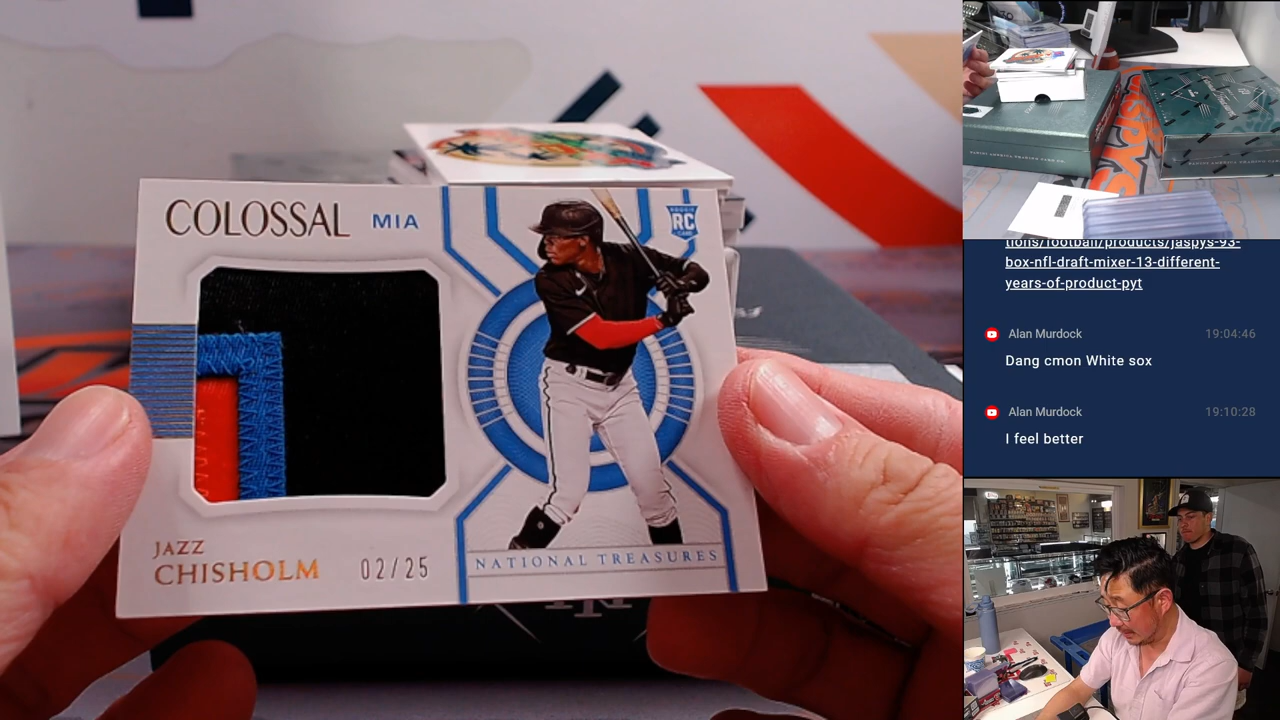 COLOSSAL MIA
ROOKIE
RC
JAZZ
CHISHOLM 02/25
NATIONAL TREASURES
tions/football/products/jaspys-93-
box-nfl-draft-mixer-13-different-
years-of-product-pyt
Alan Murdock 19:04:46
Dang cmon White sox
Alan Murdock 19:10:28
I feel better